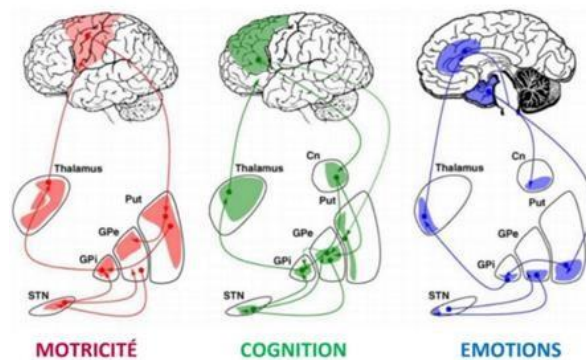 Thalamus
Put
GPe
GPi
STN
MOTRICITÉ
Cn
Thalamus
Put
GPe
GPi
STN
COGNITION
Cn
Thalamus
Put
GPe
GPi
STN
EMOTIONS